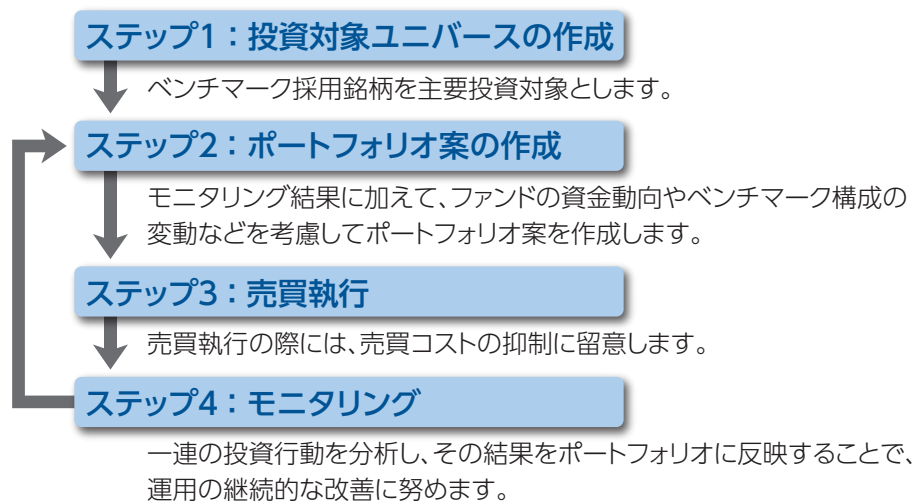 ステップ1：投資対象ユニバースの作成
ベンチマーク採用銘柄を主要投資対象とします。
ステップ2：ポートフォリオ案の作成
モニタリング結果に加えて、ファンドの資金動向やベンチマーク構成の
変動などを考慮してポートフォリオ案を作成します。
ステップ3：売買執行
売買執行の際には、売買コストの抑制に留意します。
ステップ4：モニタリング
一連の投資行動を分析し、その結果をポートフォリオに反映することで、
運用の継続的な改善に努めます。